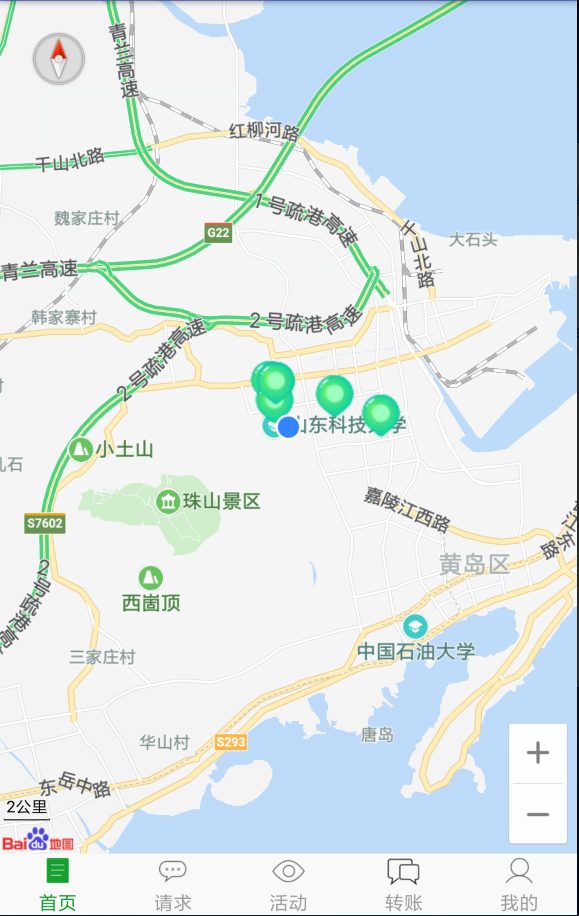 青兰高速
红柳河路
千山北路
魏家庄村
1号疏港高速
G22
千山北路
大石头
青兰高速
韩家寨村
2号疏港高速
2号疏港高速
村
山东科技大学
小土山
孔石
珠山景区
嘉陵江西路
S7602
江东路
黄岛区
2号疏港高
西崮顶
中国石油大学
三家庄村
唐岛
华山村
S293
东岳中路
2公里
Bai du 地图
首页
请求
活动
转账
我的